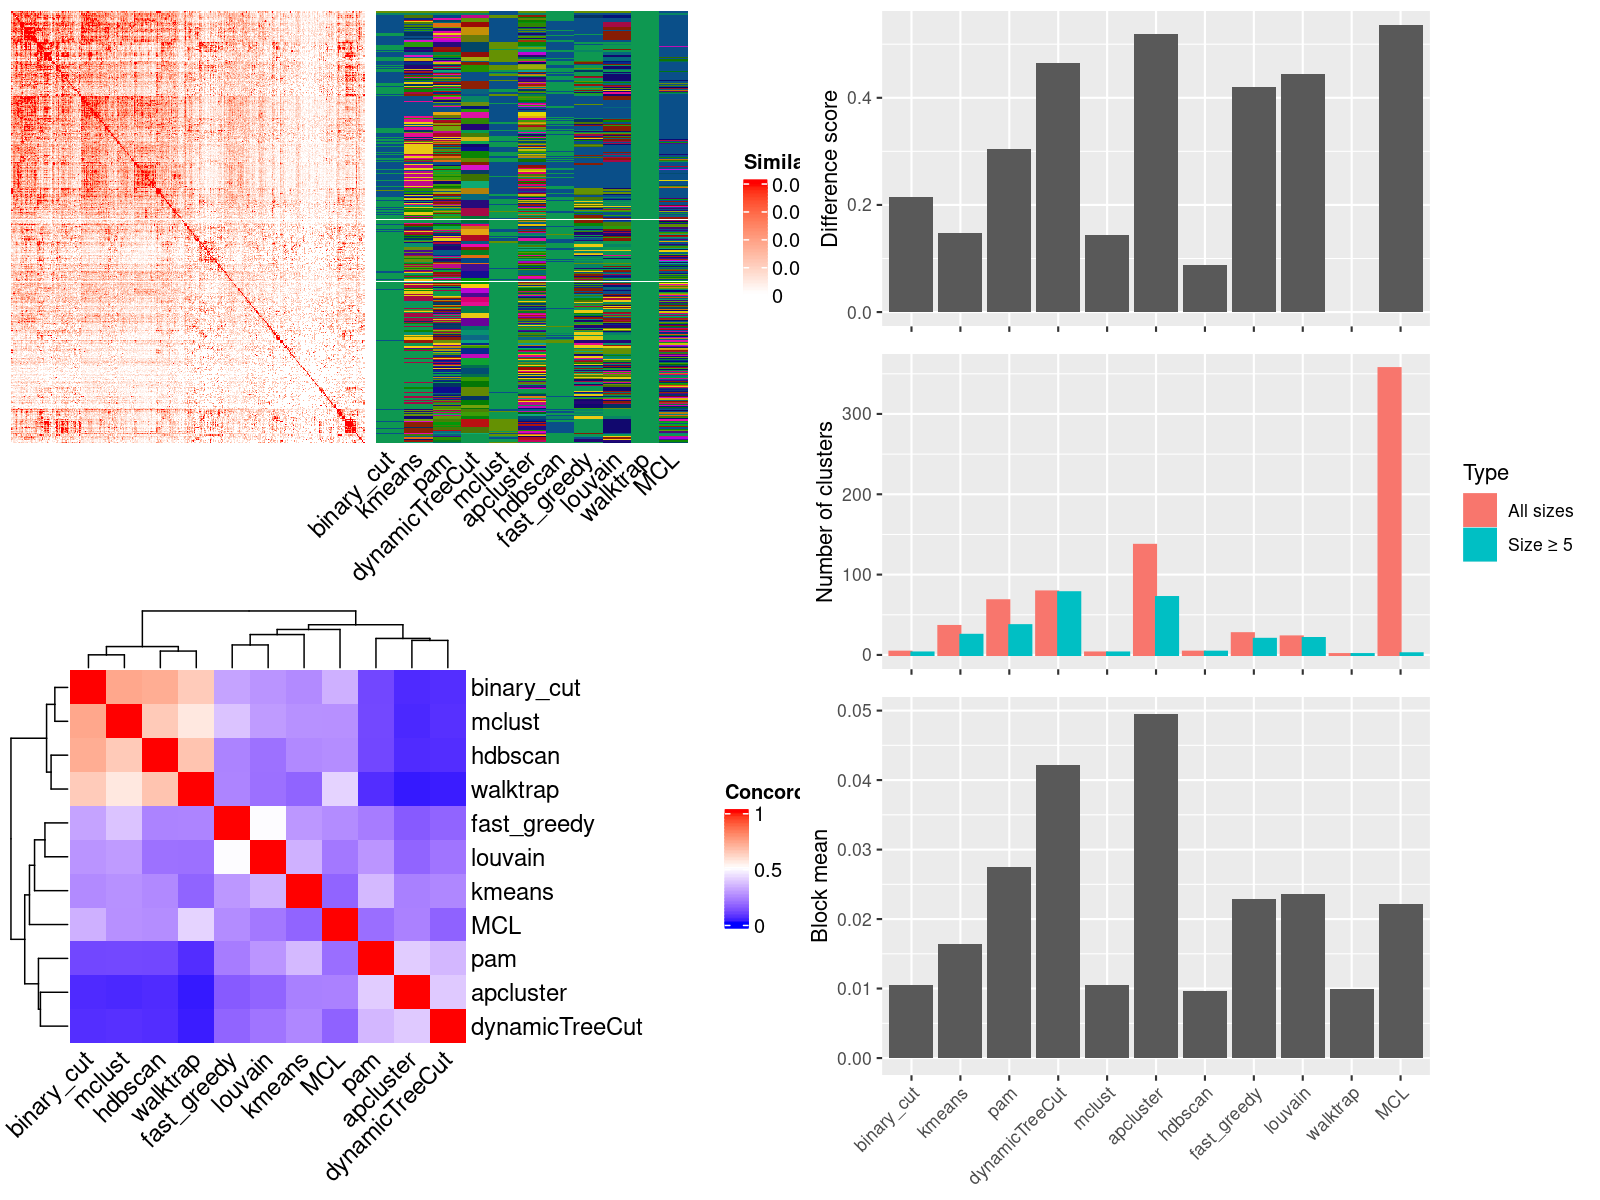 Simila
0.0
0.0
0.0
0.0
0
binary_cut
kmeans
pam
dynamicTreeCut
mclust
apcluster
hdbscan
fast_greedy
louvain
walktrap
MCL
binary_cut
mclust
hdbscan
walktrap
fast_greedy
louvain
kmeans
MCL
pam
apcluster
dynamicTreeCut
binary_cut
mclust
hdbscan
walktrap
fast_greedy
louvain
kmeans
MCL
pam
apcluster
dynamicTreeCut
Concord
1
0.5
0
Difference score
0.4
0.2
0.0
Number of clusters
300
200
100
0
Type
All sizes
Size ≥ 5
Block mean
0.05
0.04
0.03
0.02
0.01
0.00
binary_cut
kmeans
pam
dynamicTreeCut
mclust
apcluster
hdbscan
fast_greedy
louvain
walktrap
MCL